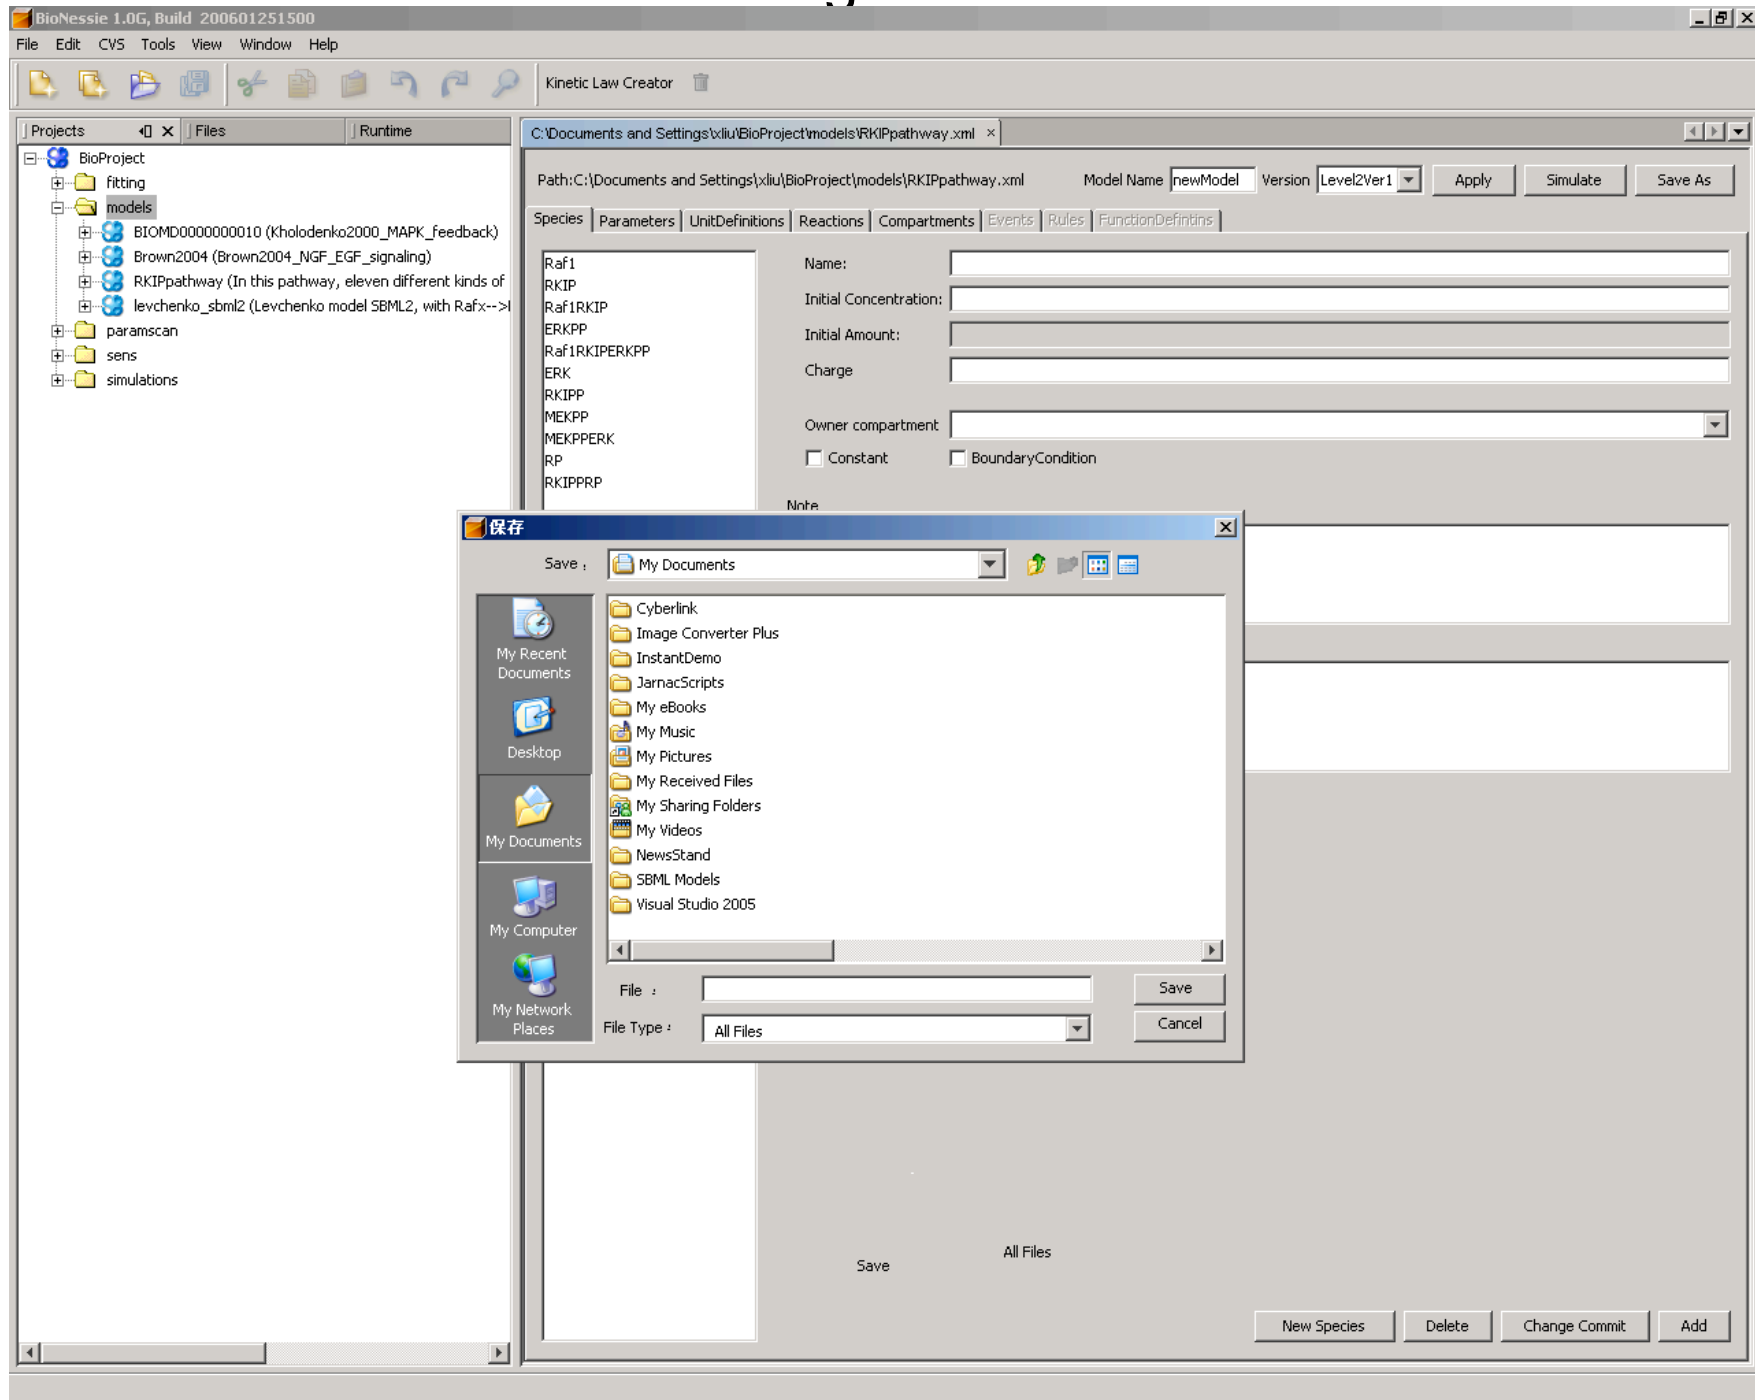 BioNessie 1.0G, Build 200601251500
File Edit CVS Tools View Window Help
Kinetic Law Creator
Projects Files Runtime
BioProject
fitting
models
BIOMD0000000010 (Kholodenko2000_MAPK_feedback)
Brown2004 (Brown2004_NGF_EGF_signaling)
RKIPpathway (In this pathway, eleven different kinds of
levchenko_sbml2 (Levchenko model SBML2, with Rafx-->
paramscan
sens
simulations
C:\Documents and Settings\xliu\BioProject\models\RKIPpathway.xml
Path:C:\Documents and Settings\xliu\BioProject\models\RKIPpathway.xml Model Name newModel Version Level2Ver1 Apply Simulate Save As
Species Parameters UnitDefinitions Reactions Compartments Events Rules FunctionDefintins
Raf1
RKIP
Raf1RKIP
ERKPP
Raf1RKIPERKPP
ERK
RKIPP
MEKPP
MEKPPERK
RP
RKIPPRP
Name:
Initial Concentration:
Initial Amount:
Charge
Owner compartment
Constant BoundaryCondition
Note
保存
Save : My Documents
My Recent
Documents
Desktop
My Documents
My Computer
My Network
Places
Cyberlink
Image Converter Plus
InstantDemo
JarnacScripts
My eBooks
My Music
My Pictures
My Received Files
My Sharing Folders
My Videos
NewsStand
SBML Models
Visual Studio 2005
File : Save
File Type : All Files Cancel
All Files
Save
New Species Delete Change Commit Add